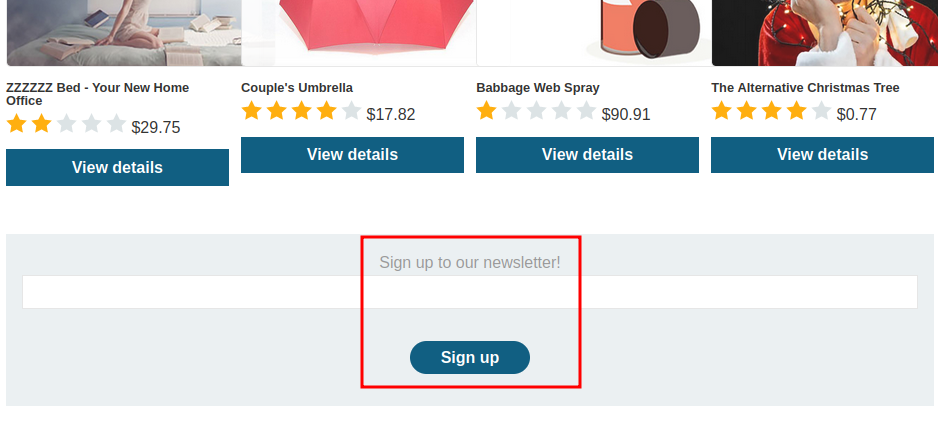 ZZZZZZ Bed - Your New Home
Office
$29.75
View details
Couple's Umbrella
$17.82
View details
Babbage Web Spray
$90.91
View details
The Alternative Christmas Tree
$0.77
View details
Sign up to our newsletter!
Sign up